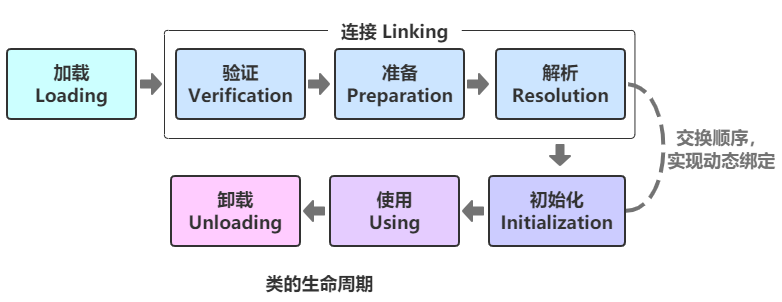 连接 Linking
加载
Loading
验证
Verification
准备
Preparation
解析
Resolution
交换顺序，
实现动态绑定
卸载
Unloading
使用
Using
初始化
Initialization
类的生命周期